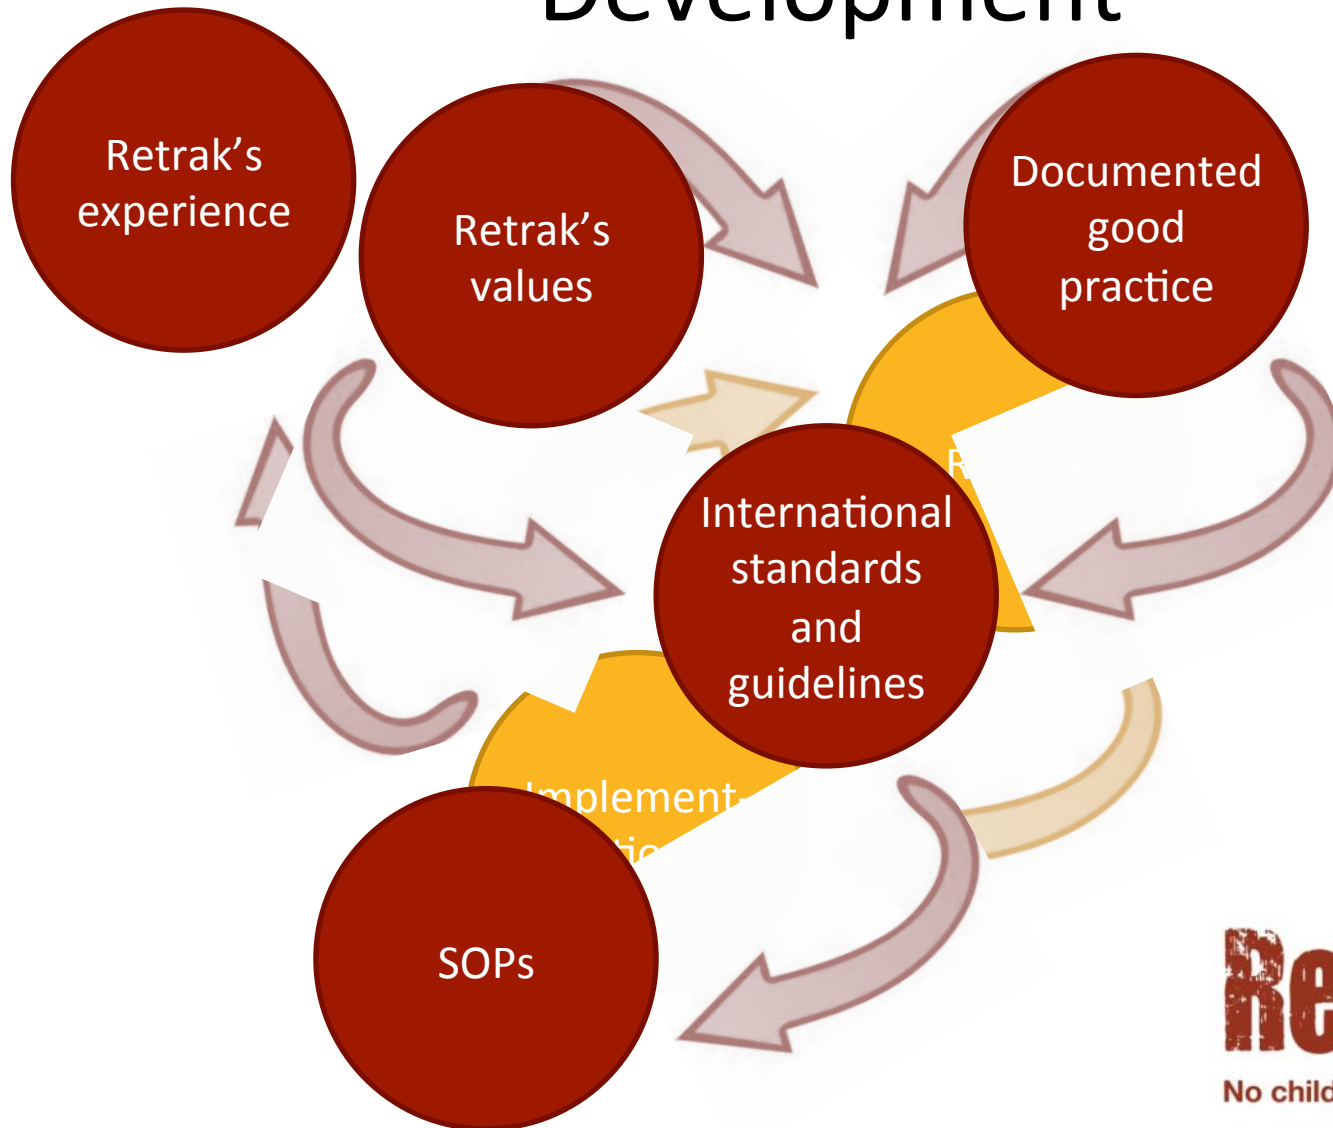 Development
Retrak’s
experience
Retrak’s
values
Documented
good
practice
International
standards
and
guidelines
Implement-
SOPs
No child